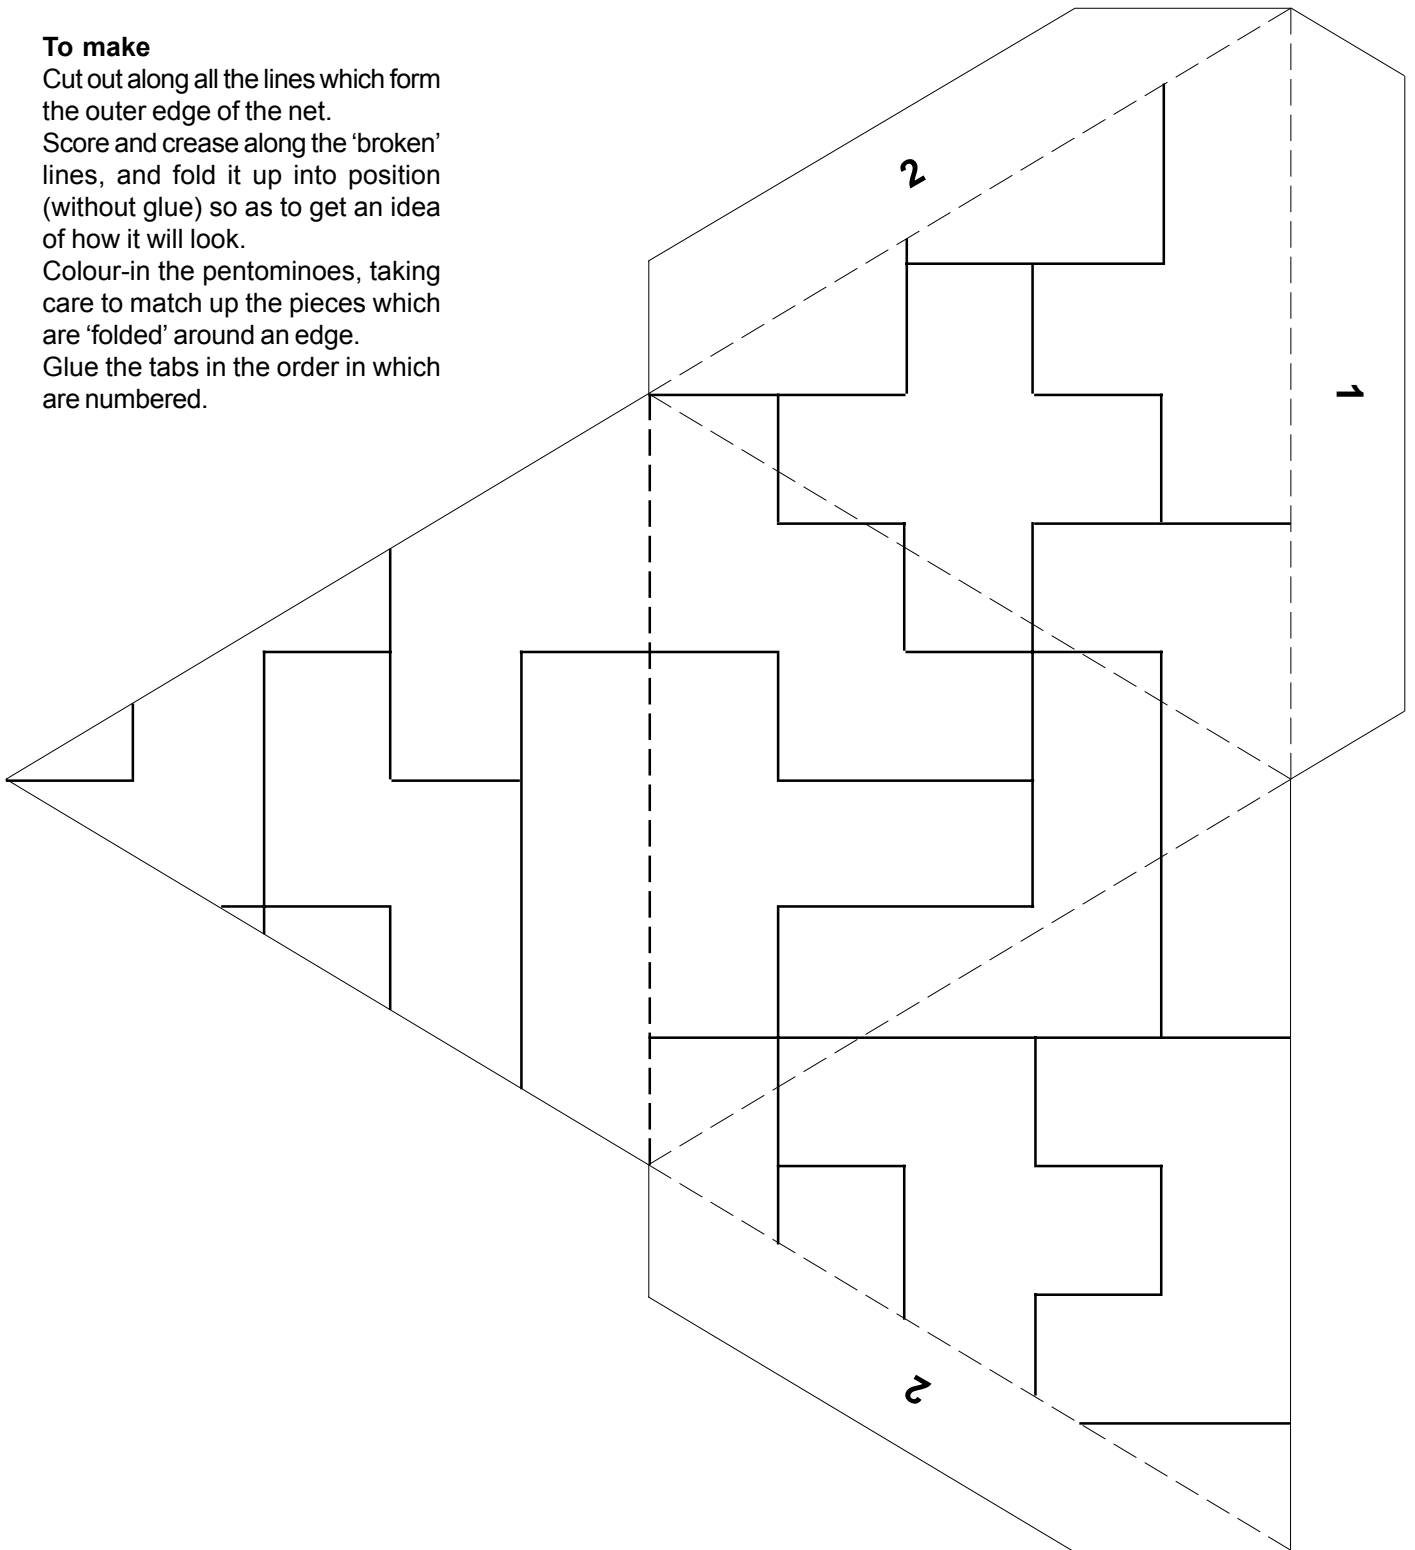 To make
Cut out along all the lines which form
the outer edge of the net.
Score and crease along the ‘broken’
lines, and fold it up into position
(without glue) so as to get an idea
of how it will look.
Colour-in the pentominoes, taking
care to match up the pieces which
are ‘folded’ around an edge.
Glue the tabs in the order in which
are numbered.
2
1
2